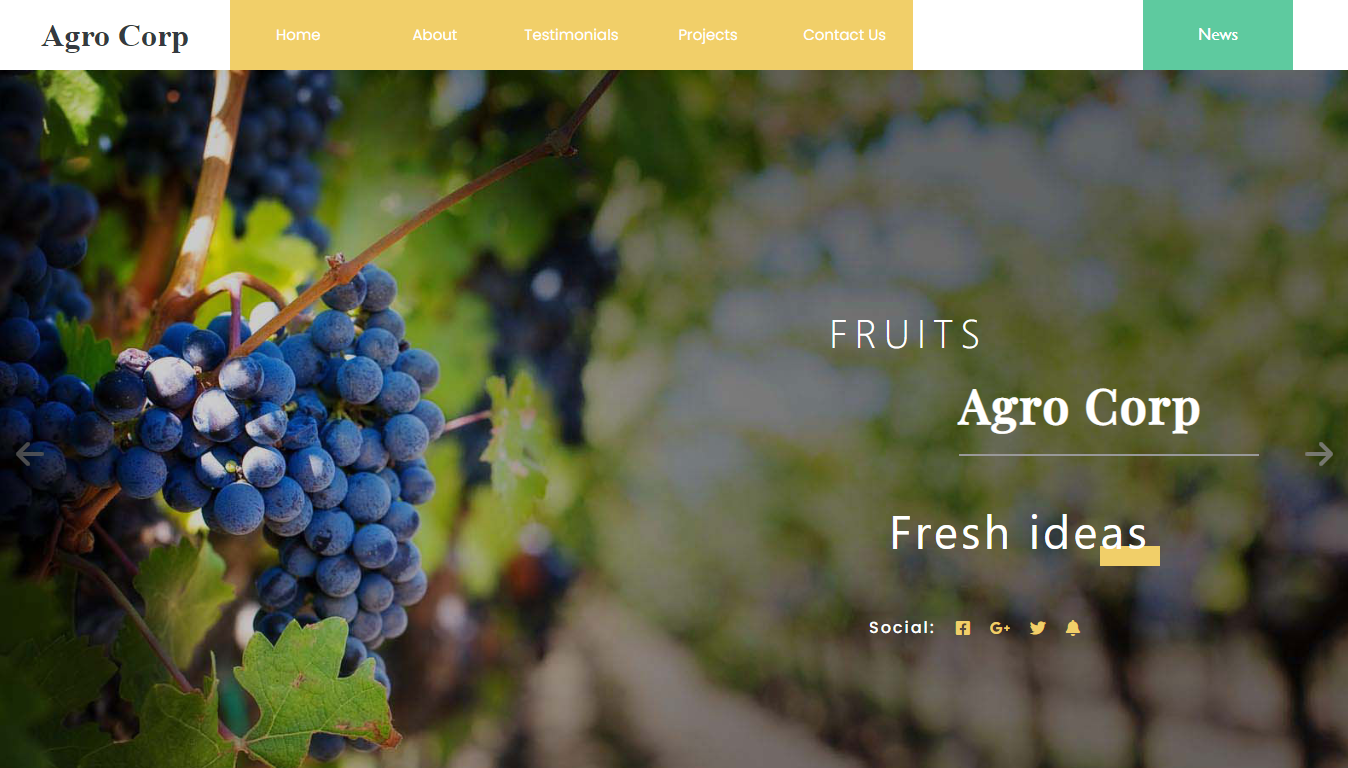 Agro Corp
Home About Testimonials Projects Contact Us News
FRUITS
Agro Corp
Fresh ideas
Social: